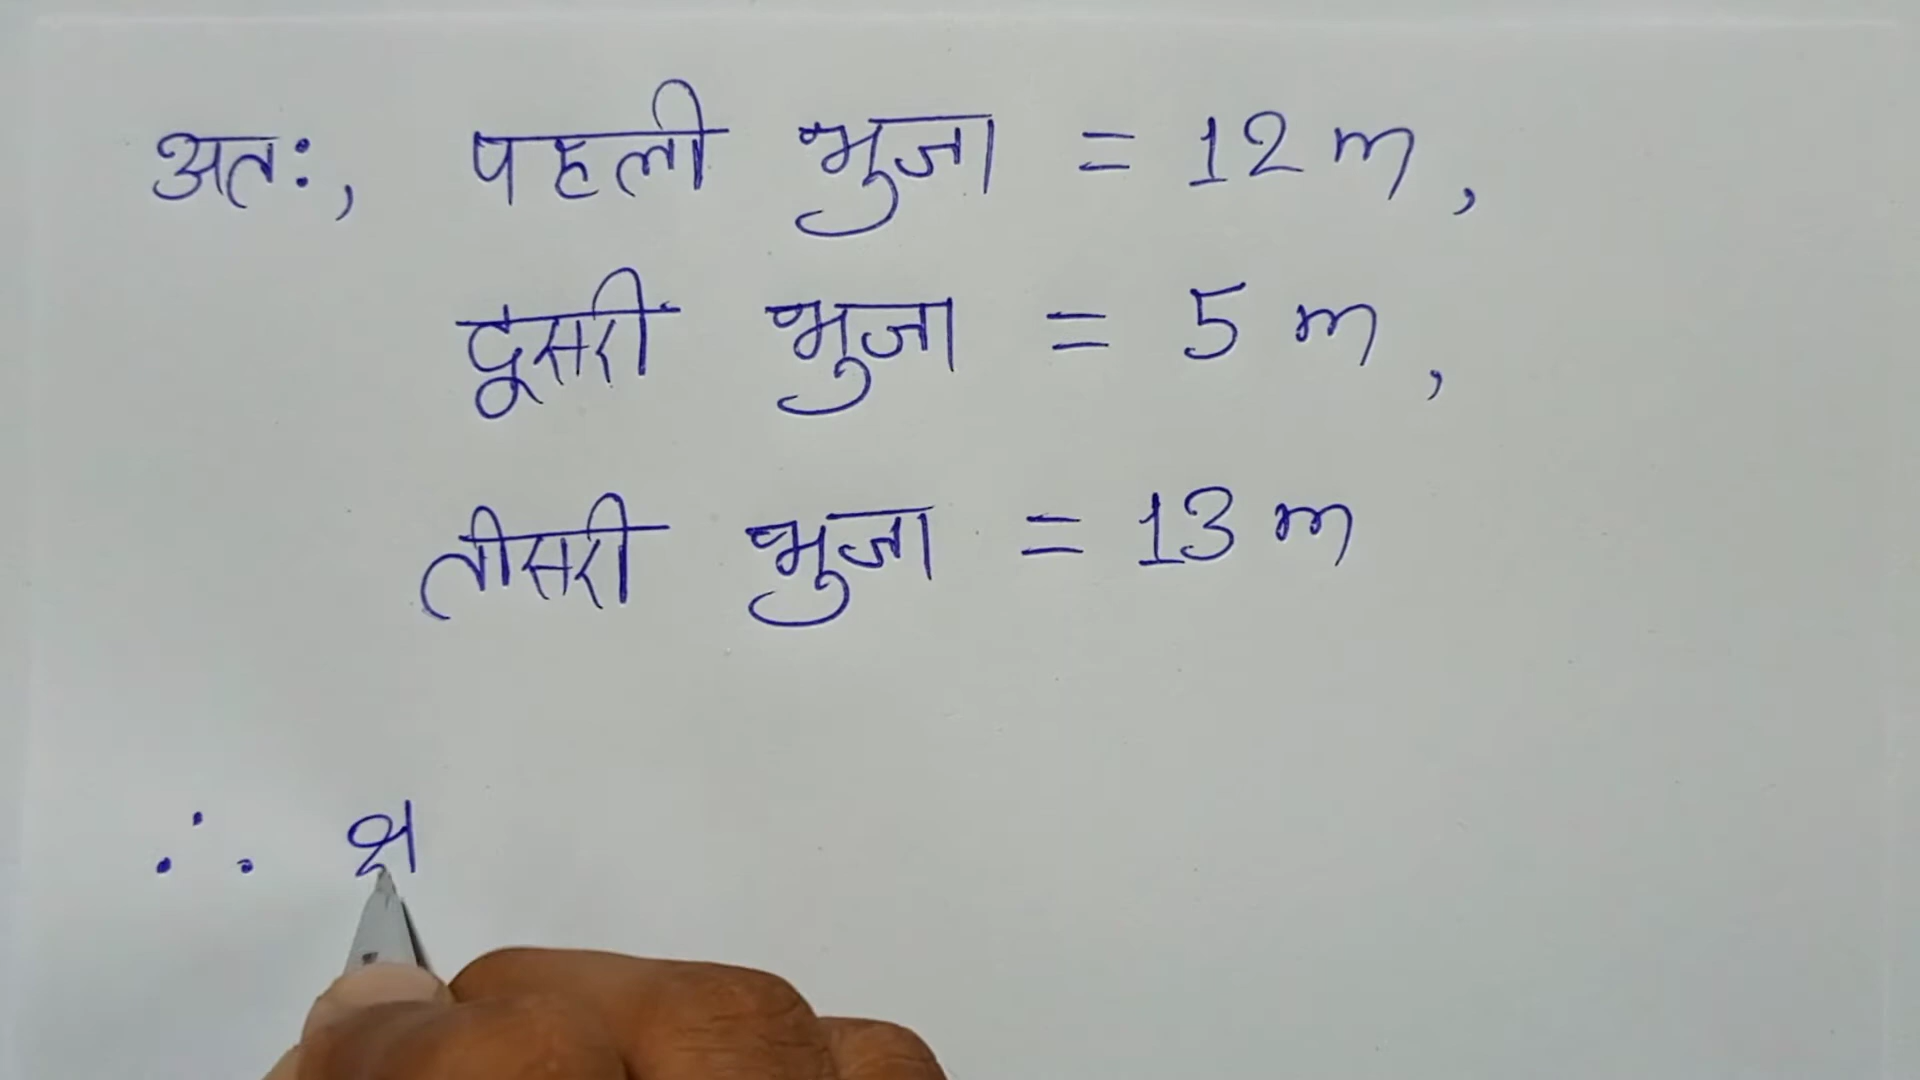 अतः, पहली भुजा = 12 m,
दूसरी भुजा = 5 m,
तीसरी भुजा = 13 m
∴ क्ष